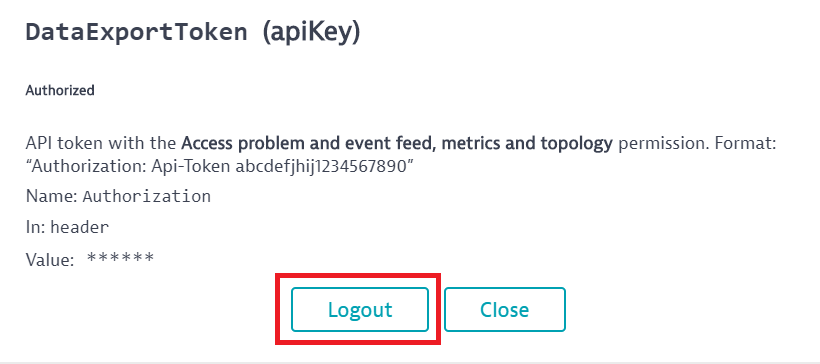 DataExportToken (apiKey)
Authorized
API token with the Access problem and event feed, metrics and topology permission. Format:
“Authorization: Api-Token abcdefjhij1234567890”
Name: Authorization
In: header
Value: ******
Logout Close